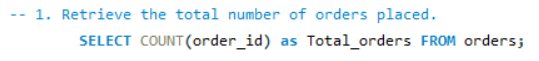 -- 1. Retrieve the total number of orders placed.
SELECT COUNT(order_id) as Total_orders FROM orders;